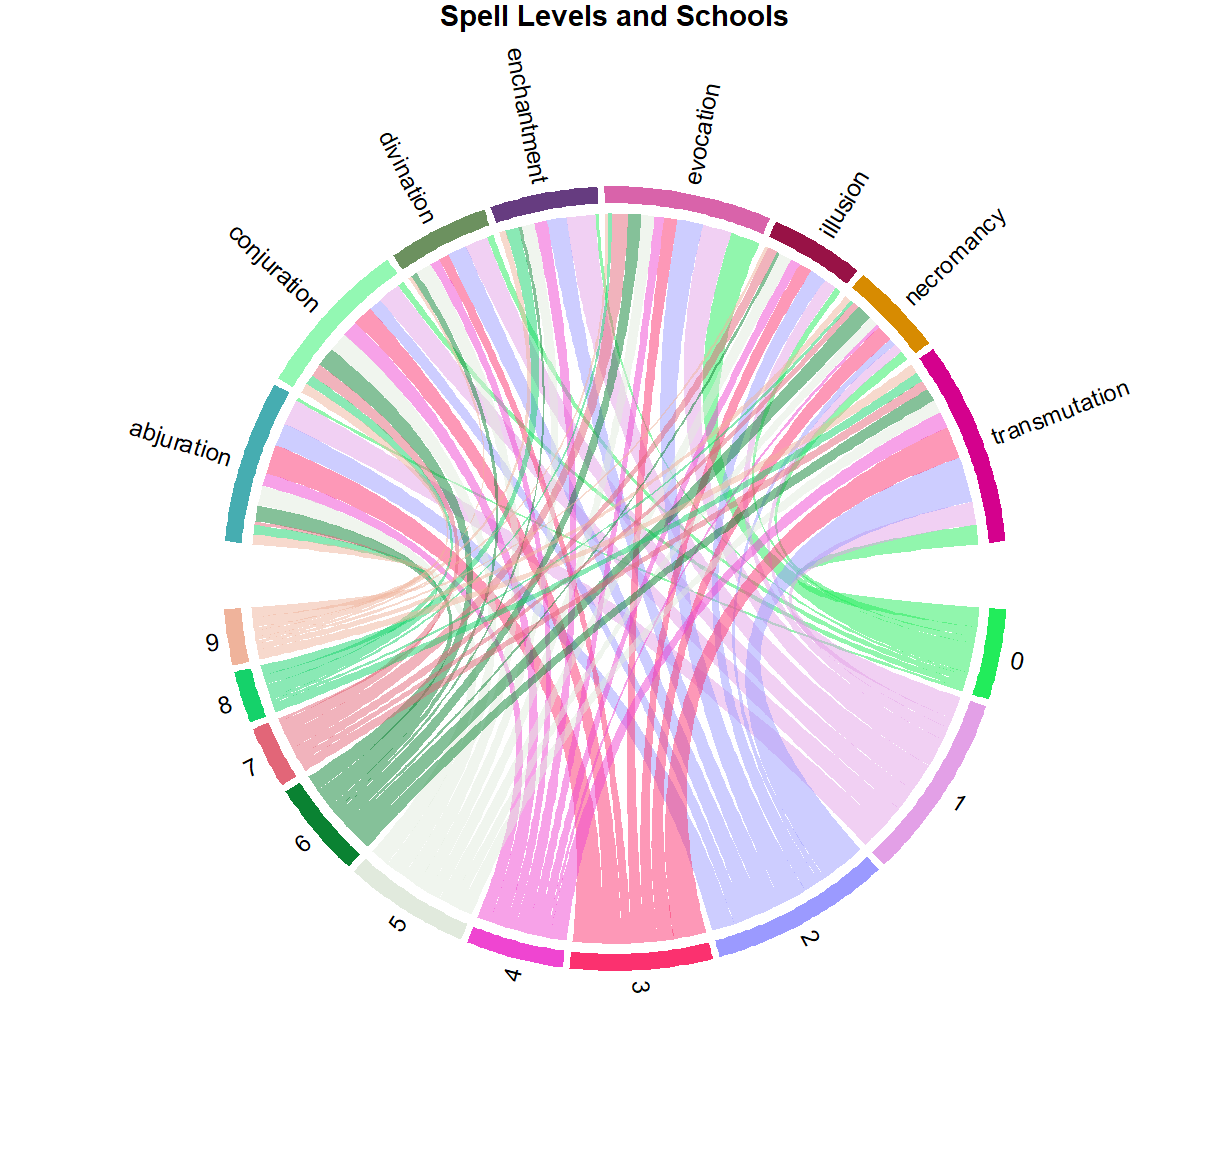 Spell Levels and Schools
abjuration
conjuration
divination
enchantment
evocation
illusion
necromancy
transmutation
0
1
2
3
4
5
6
7
8
9